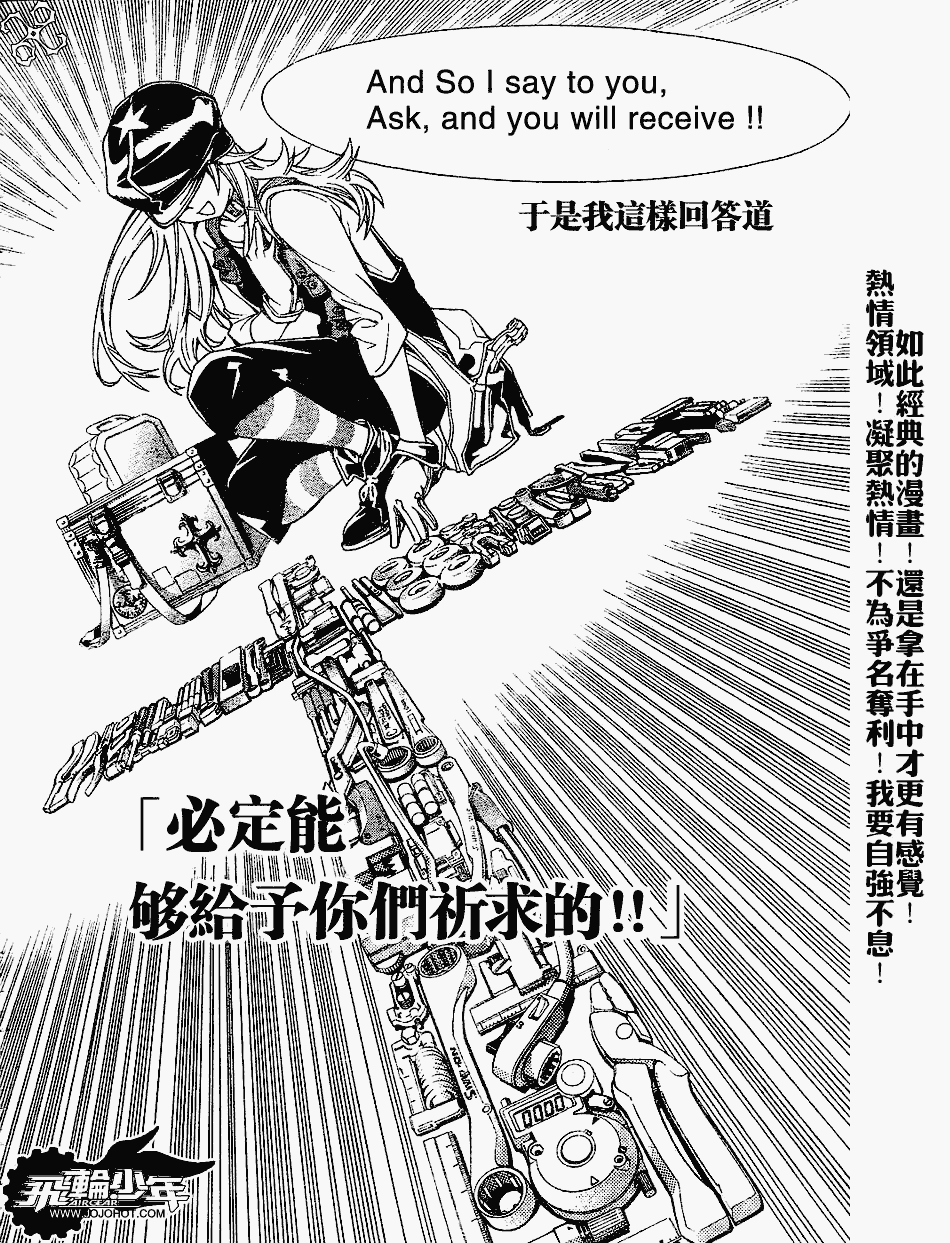 And So I say to you,
Ask, and you will receive !!
于是我這樣回答道
如此經典的漫畫！還是拿在手中才更有感覺！
熱情領域！凝聚熱情！不為爭名奪利！我要自強不息！
「必定能
够給予你們祈求的!!」
0000
飛輪少年
AIRGEAR
WWW.JOJOHOT.COM